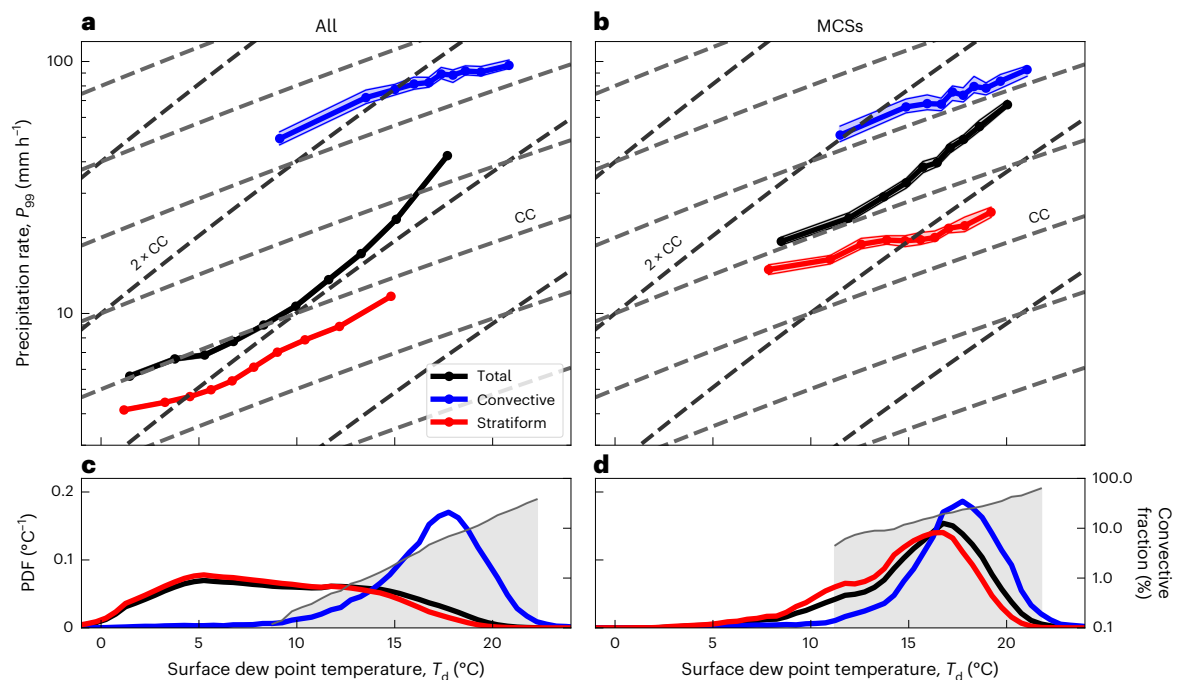 a
All
b
MCSs
100
10
Precipitation rate, P99 (mm h−1)
2 × CC
CC
2 × CC
CC
Total
Convective
Stratiform
c
d
0.2
0.1
0
PDF (°C−1)
100.0
10.0
1.0
0.1
Convective
fraction (%)
0 5 10 15 20
0 5 10 15 20
Surface dew point temperature, Td (°C)
Surface dew point temperature, Td (°C)